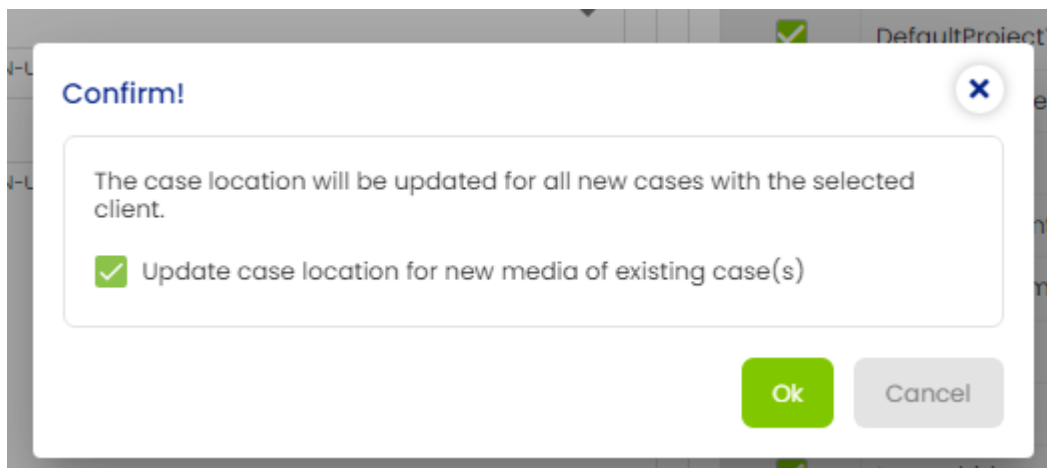 DefaultProject
Confirm!
The case location will be updated for all new cases with the selected
client.
Update case location for new media of existing case(s)
Ok
Cancel